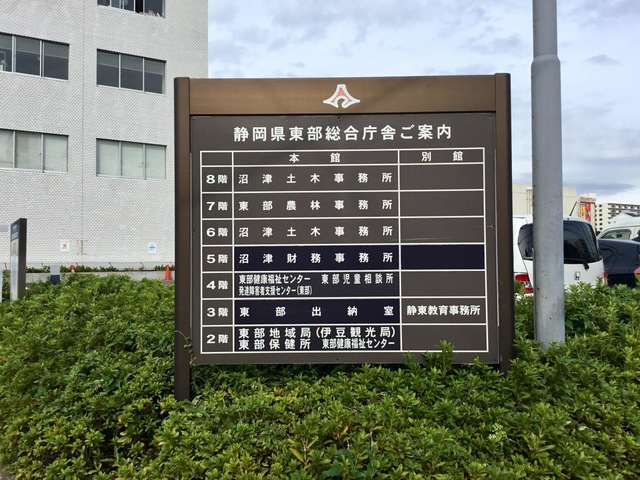 静岡県東部総合庁舎ご案内
本館 別館
8階 沼津土木事務所
7階 東部農林事務所
6階 沼津土木事務所
5階 沼津財務事務所
4階 東部健康福祉センター 東部児童相談所
発達障害者支援センター(東部)
3階 東部出納室 静東教育事務所
2階 東部地域局(伊豆観光局)
東部保健所 東部健康福祉センター